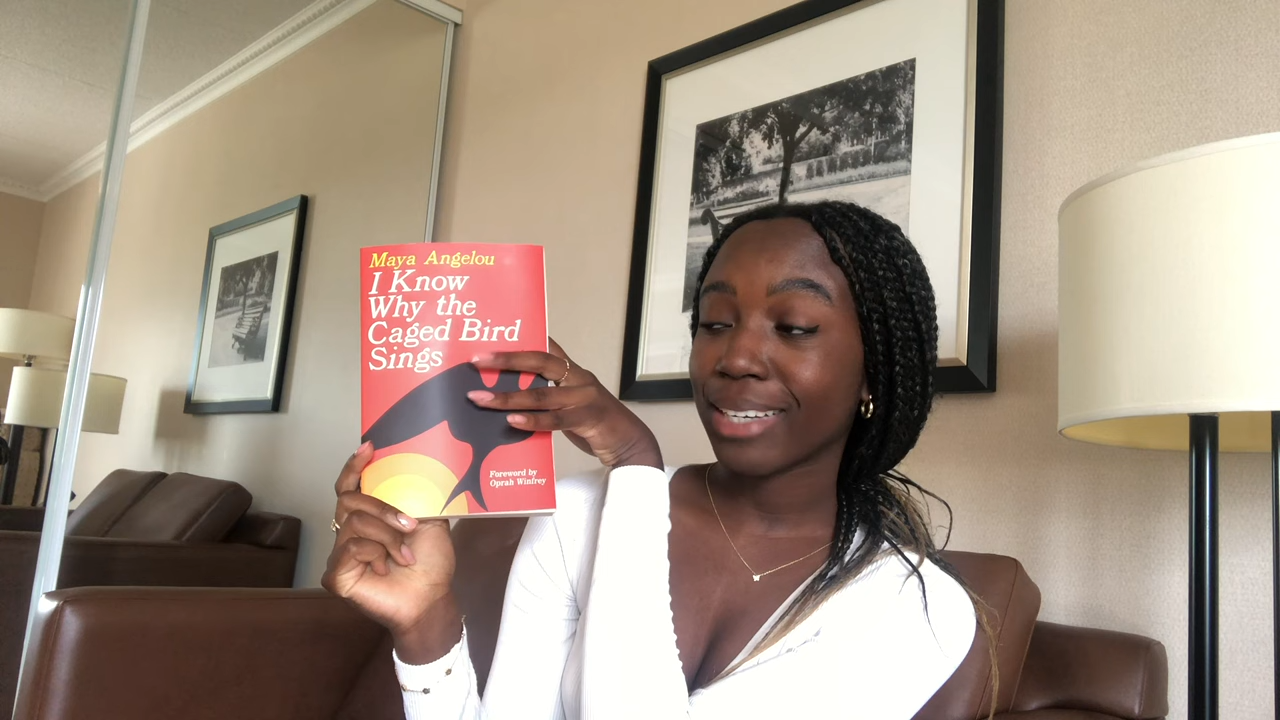 Maya Angelou
I Know
Why the
Caged Bird
Sings
Foreword by
Oprah Winfrey